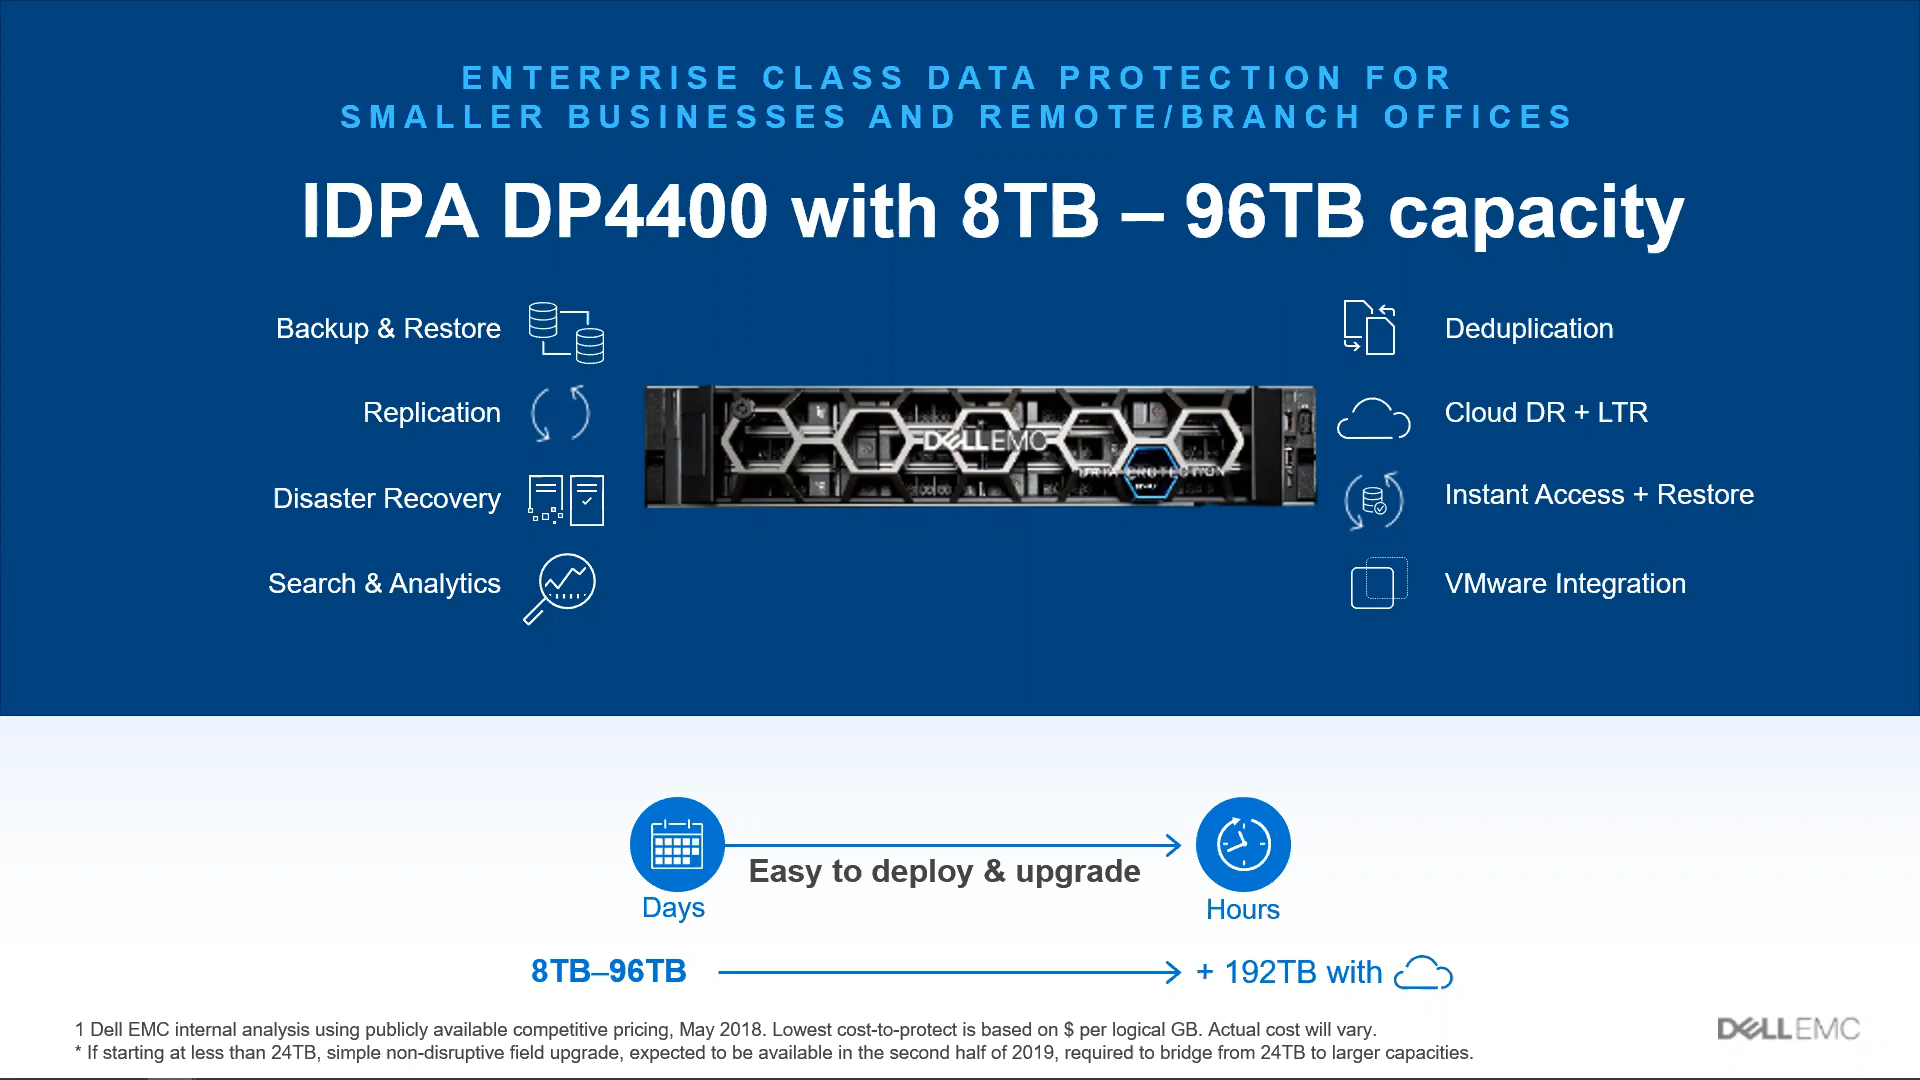 ENTERPRISE CLASS DATA PROTECTION FOR
SMALLER BUSINESSES AND REMOTE/BRANCH OFFICES
IDPA DP4400 with 8TB – 96TB capacity
Backup & Restore
Replication
Disaster Recovery
Search & Analytics
DELLEMC
DATA PROTECTION
Deduplication
Cloud DR + LTR
Instant Access + Restore
VMware Integration
Easy to deploy & upgrade
Days
Hours
8TB–96TB
+ 192TB with
1 Dell EMC internal analysis using publicly available competitive pricing, May 2018. Lowest cost-to-protect is based on $ per logical GB. Actual cost will vary.
* If starting at less than 24TB, simple non-disruptive field upgrade, expected to be available in the second half of 2019, required to bridge from 24TB to larger capacities.
DELLEMC